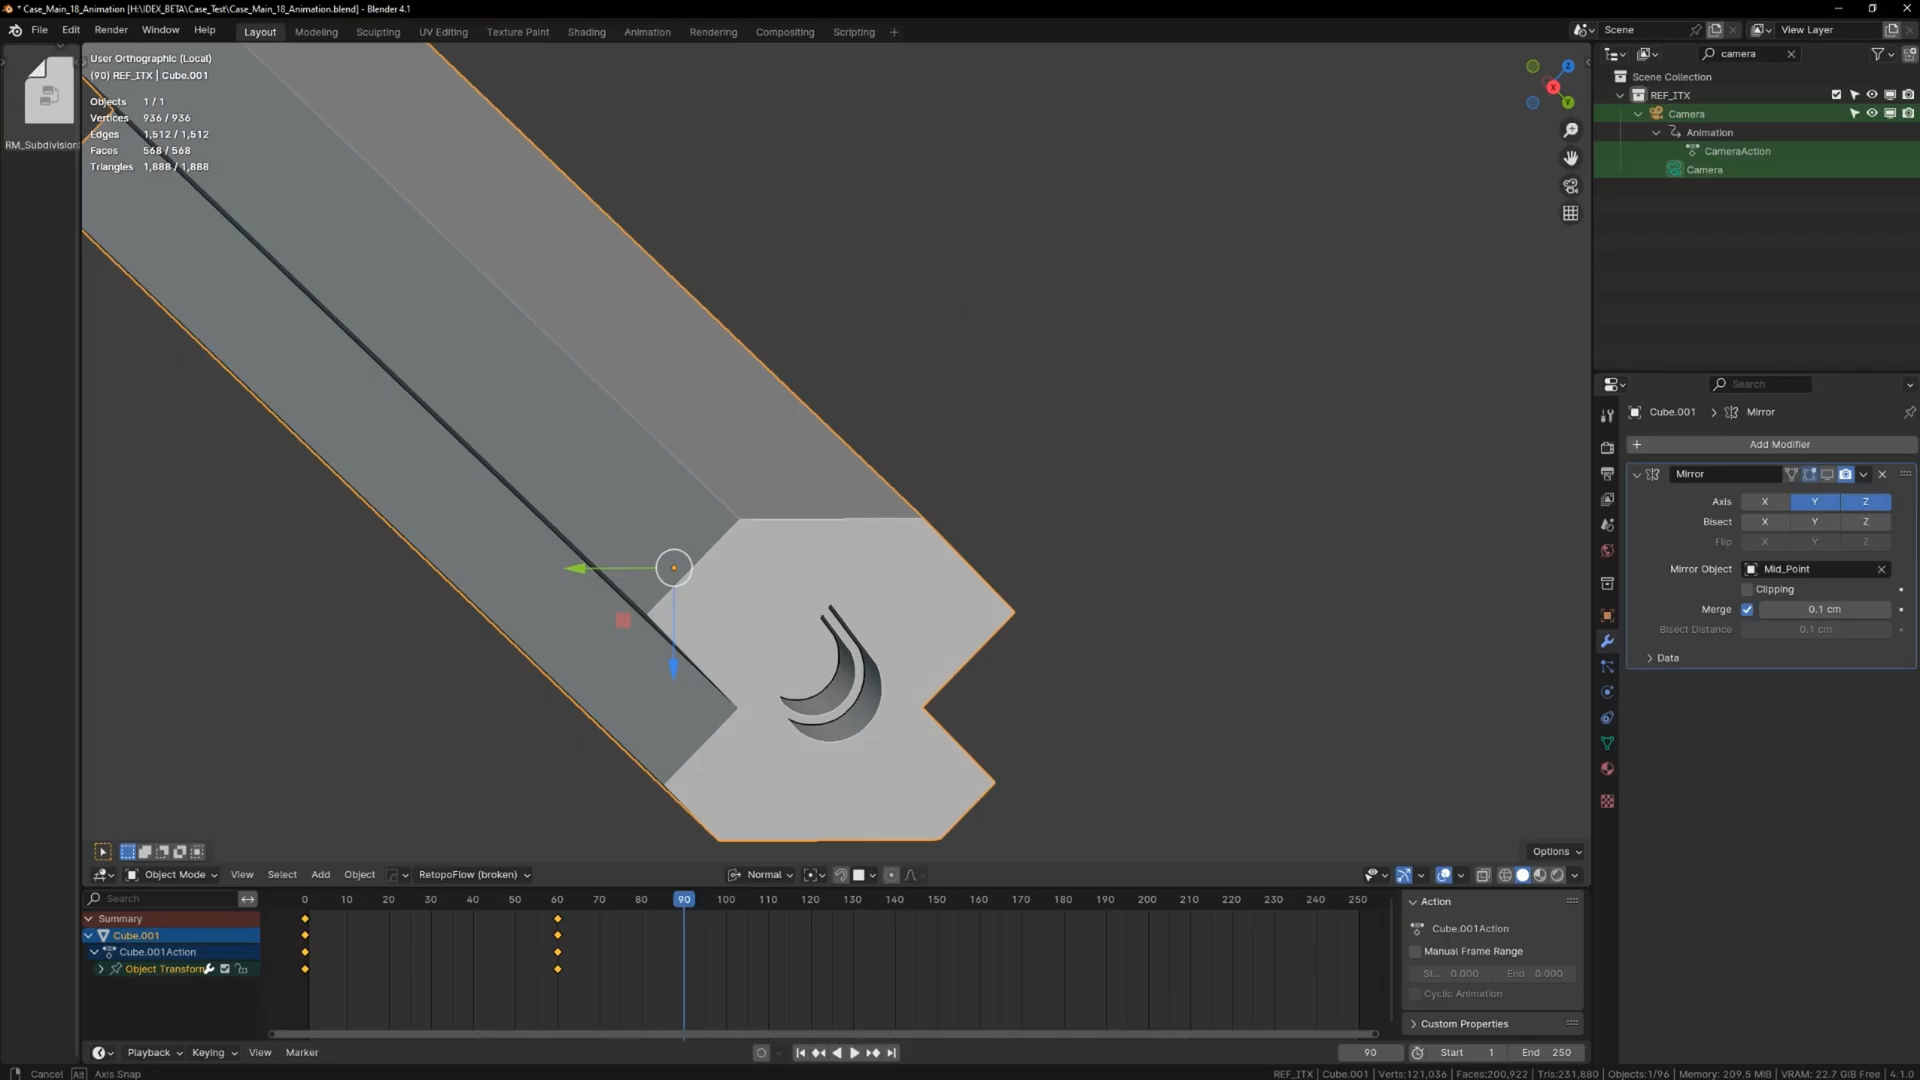 * Case_Main_18_Animation [H:\IDEX_BETA\Case_Test\Case_Main_18_Animation.blend] - Blender 4.1
File Edit Render Window Help Layout Modeling Sculpting UV Editing Texture Paint Shading Animation Rendering Compositing Scripting + Scene View Layer
RM_Subdivision
User Orthographic (Local)
(90) REF_ITX | Cube.001
Objects 1 / 1
Vertices 936 / 936
Edges 1,512 / 1,512
Faces 568 / 568
Triangles 1,888 / 1,888
Z
X
Y
camera
Scene Collection
REF_ITX
Camera
Animation
CameraAction
Camera
Search
Cube.001 > Mirror
+ Add Modifier
Mirror
Axis X Y Z
Bisect X Y Z
Flip X Y Z
Mirror Object Mid_Point
Clipping
Merge 0.1 cm
Bisect Distance 0.1 cm
Data
Options
Object Mode View Select Add Object RetopoFlow (broken) Normal
Search
0 10 20 30 40 50 60 70 80 90 100 110 120 130 140 150 160 170 180 190 200 210 220 230 240 250
Summary
Cube.001
Cube.001Action
Object Transform
Action
Cube.001Action
Manual Frame Range
St... 0.000 End 0.000
Cyclic Animation
Custom Properties
Playback Keying View Marker 90 Start 1 End 250
Cancel Alt Axis Snap
REF_ITX | Cube.001 | Verts:121,036 | Faces:200,922 | Tris:231,880 | Objects:1/96 | Memory: 209.5 MiB | VRAM: 22.7 GiB Free | 4.1.0